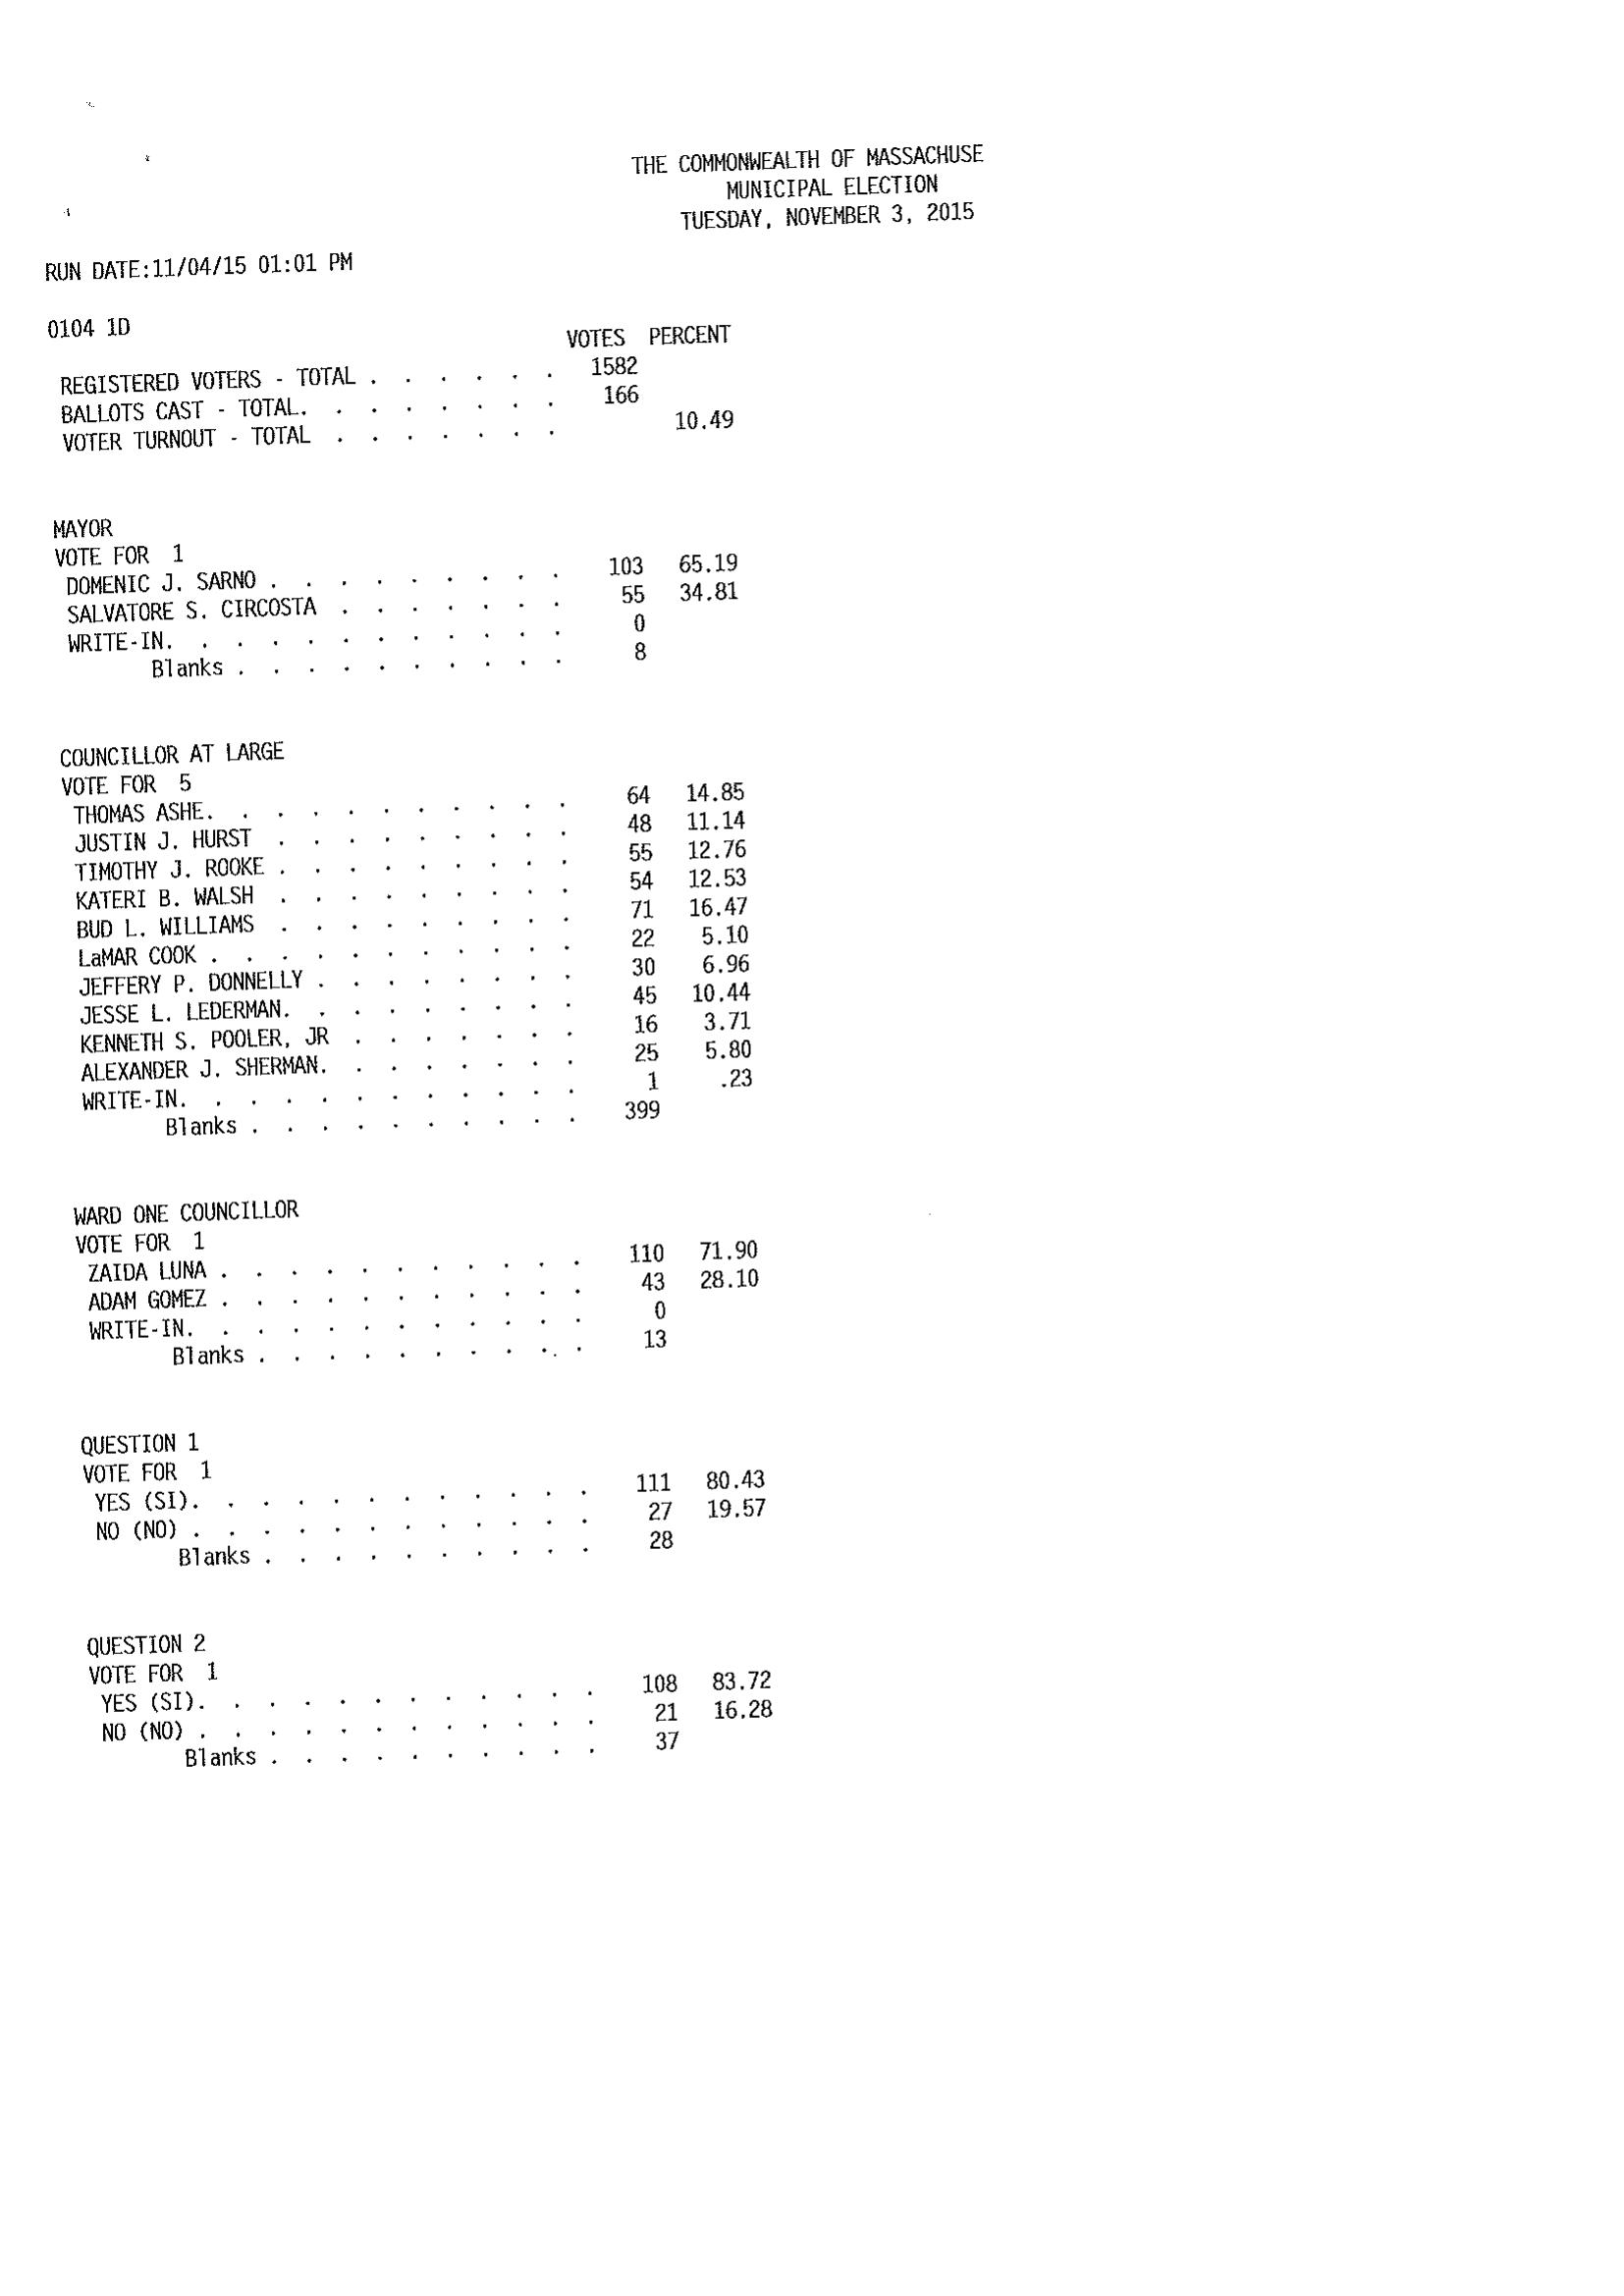 THE COMMONWEALTH OF MASSACHUSE
MUNICIPAL ELECTION
TUESDAY, NOVEMBER 3, 2015
RUN DATE:11/04/15 01:01 PM
0104 1D
VOTES PERCENT
REGISTERED VOTERS - TOTAL . . . . . . 1582
BALLOTS CAST - TOTAL. . . . . . . . 166
VOTER TURNOUT - TOTAL . . . . . . . 10.49
MAYOR
VOTE FOR 1
DOMENIC J. SARNO . . . . . . . . . 103 65.19
SALVATORE S. CIRCOSTA . . . . . . . 55 34.81
WRITE-IN. . . . . . . . . . . . 0
Blanks . . . . . . . . . . 8
COUNCILLOR AT LARGE
VOTE FOR 5
THOMAS ASHE. . . . . . . . . . . 64 14.85
JUSTIN J. HURST . . . . . . . . . 48 11.14
TIMOTHY J. ROOKE . . . . . . . . . 55 12.76
KATERI B. WALSH . . . . . . . . . 54 12.53
BUD L. WILLIAMS . . . . . . . . . 71 16.47
LaMAR COOK . . . . . . . . . . . 22 5.10
JEFFERY P. DONNELLY . . . . . . . . 30 6.96
JESSE L. LEDERMAN. . . . . . . . . 45 10.44
KENNETH S. POOLER, JR . . . . . . . 16 3.71
ALEXANDER J. SHERMAN. . . . . . . . 25 5.80
WRITE-IN. . . . . . . . . . . . 1 .23
Blanks . . . . . . . . . . 399
WARD ONE COUNCILLOR
VOTE FOR 1
ZAIDA LUNA . . . . . . . . . . . 110 71.90
ADAM GOMEZ . . . . . . . . . . . 43 28.10
WRITE-IN. . . . . . . . . . . . 0
Blanks . . . . . . . . . . 13
QUESTION 1
VOTE FOR 1
YES (SI). . . . . . . . . . . . 111 80.43
NO (NO) . . . . . . . . . . . . 27 19.57
Blanks . . . . . . . . . . 28
QUESTION 2
VOTE FOR 1
YES (SI). . . . . . . . . . . . 108 83.72
NO (NO) . . . . . . . . . . . . 21 16.28
Blanks . . . . . . . . . . 37